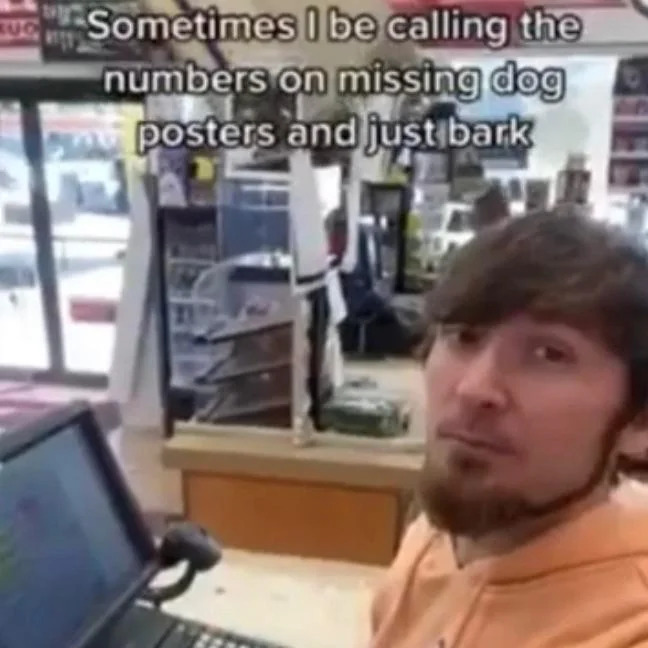 Sometimes I be calling the
numbers on missing dog
posters and just bark